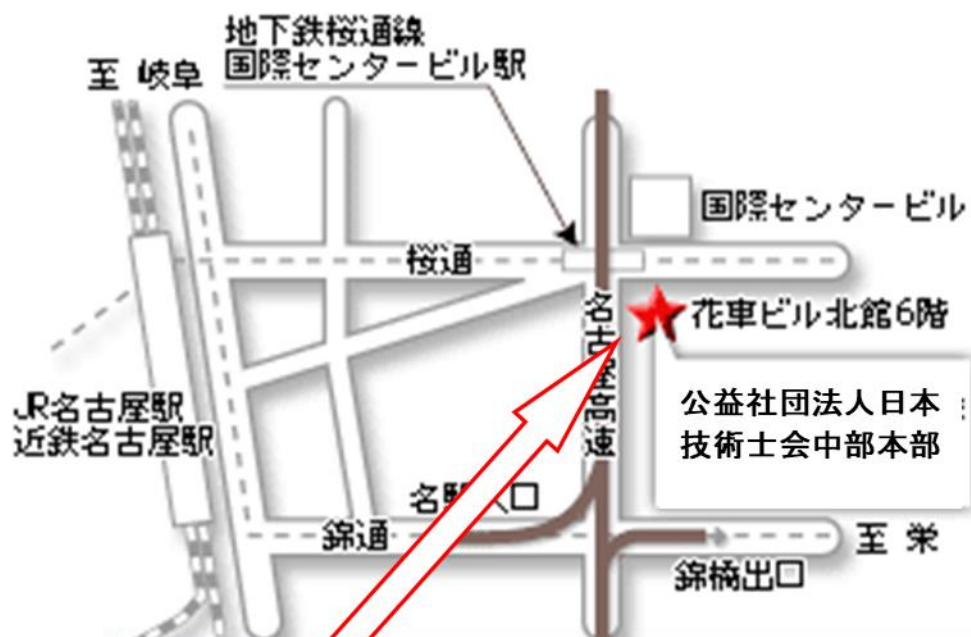 地下鉄桜通線
国際センタービル駅
至 岐阜
国際センタービル
桜通
花車ビル北館6階
名古屋高速
公益社団法人日本
技術士会中部本部
JR名古屋駅
近鉄名古屋駅
名駅入口
錦通
至 栄
錦橋出口